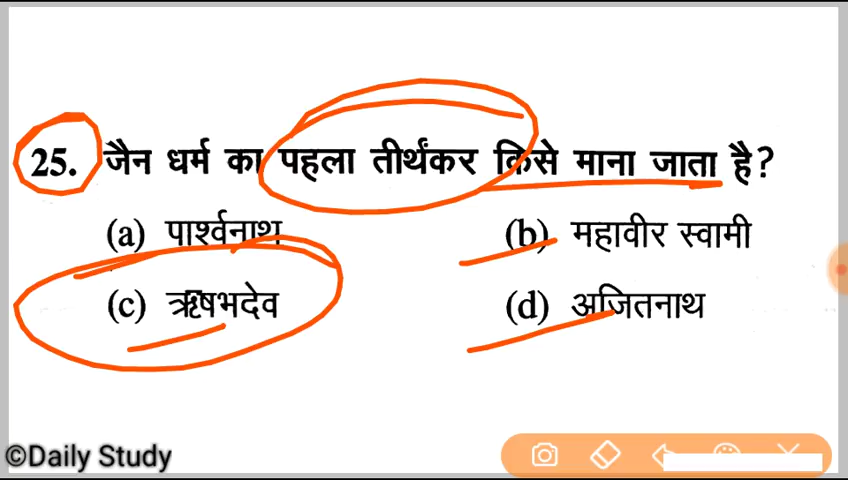 25. जैन धर्म का पहला तीर्थंकर किसे माना जाता है?
(a) पार्श्वनाथ (b) महावीर स्वामी
(c) ऋषभदेव (d) अजितनाथ
©Daily Study